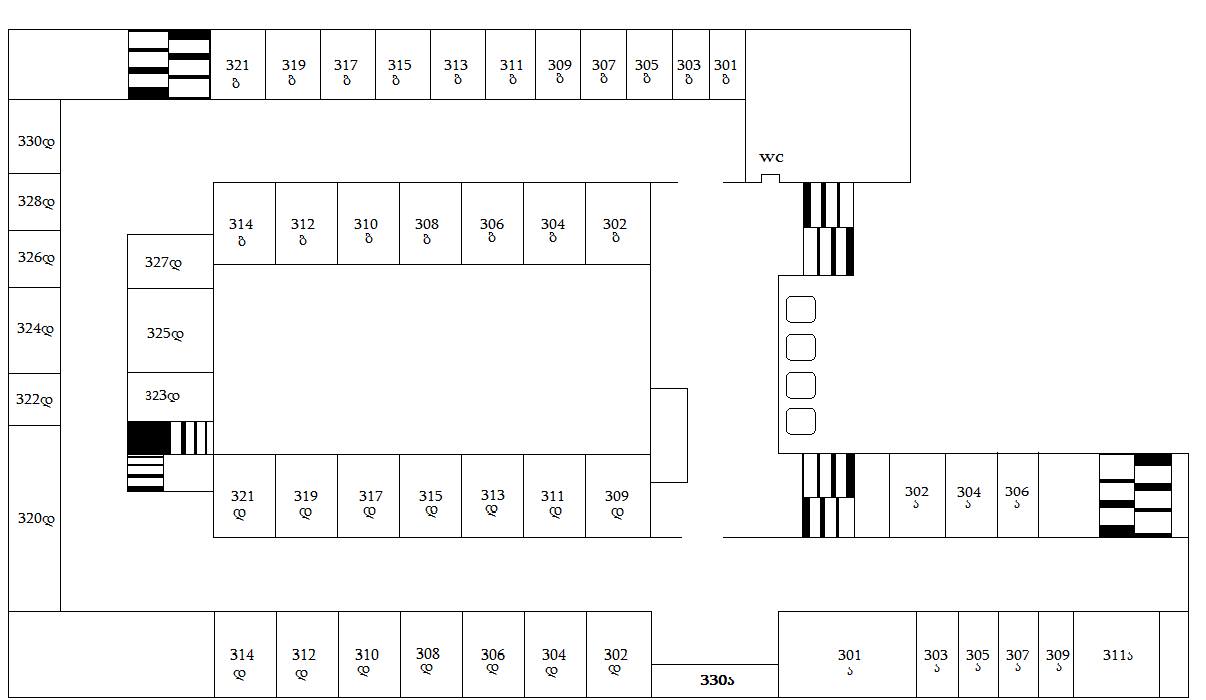 321 319 317 315 313 311 309 307 305 303 301
ბ ბ ბ ბ ბ ბ ბ ბ ბ ბ ბ
330დ
wc
328დ
314 312 310 308 306 304 302
ბ ბ ბ ბ ბ ბ ბ
326დ
327დ
324დ
325დ
322დ
323დ
321 319 317 315 313 311 309
დ დ დ დ დ დ დ
302 304 306
ა ა ა
320დ
314 312 310 308 306 304 302
დ დ დ დ დ დ დ
330ა
301 303 305 307 309 311ა
ა ა ა ა ა